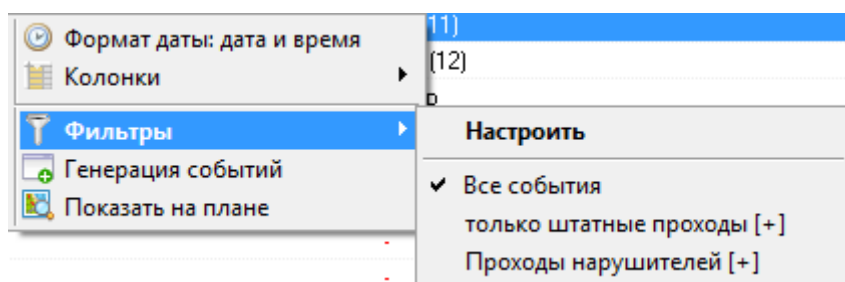 Формат даты: дата и время
Колонки
Фильтры
Генерация событий
Показать на плане
11)
(12)
Настроить
Все события
только штатные проходы [+]
Проходы нарушителей [+]